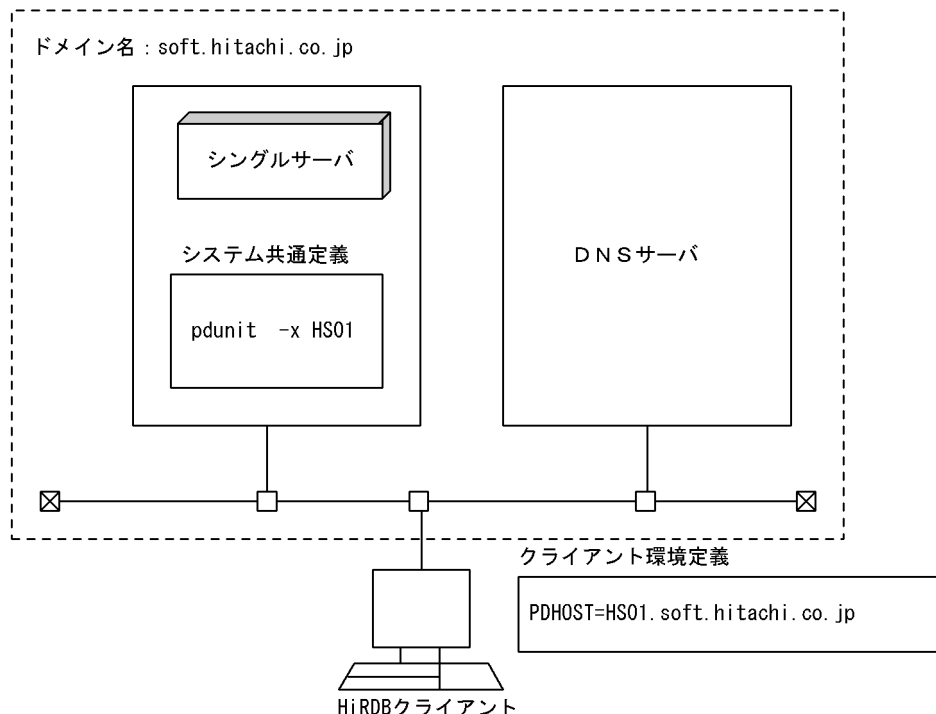 ドメイン名：soft.hitachi.co.jp
シングルサーバ
システム共通定義
pdunit -x HS01
ＤＮＳサーバ
クライアント環境定義
PDHOST=HS01.soft.hitachi.co.jp
HiRDBクライアント